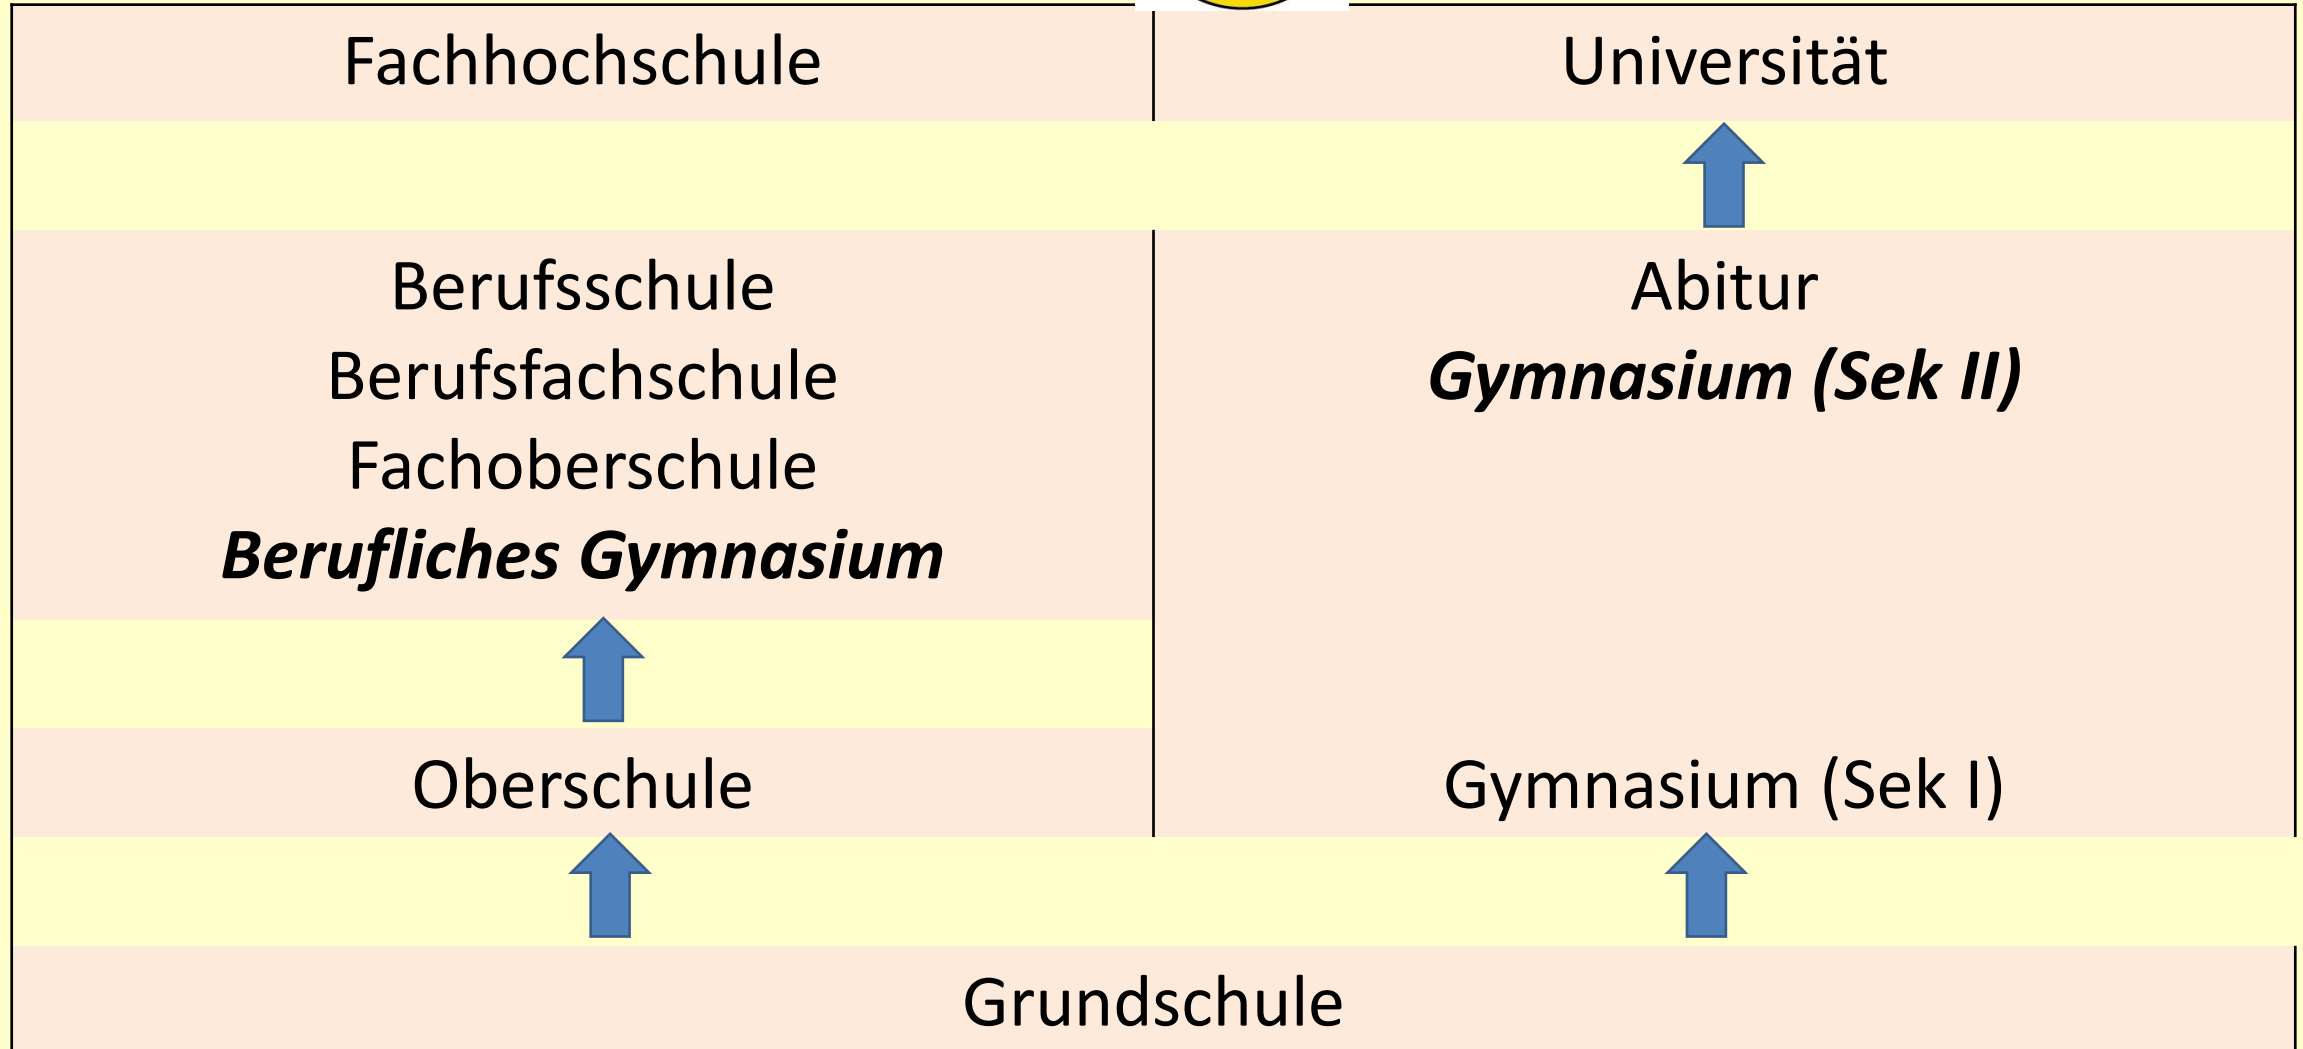 Fachhochschule
Universität
Berufsschule
Berufsfachschule
Fachoberschule
Berufliches Gymnasium
Abitur
Gymnasium (Sek II)
Oberschule
Gymnasium (Sek I)
Grundschule